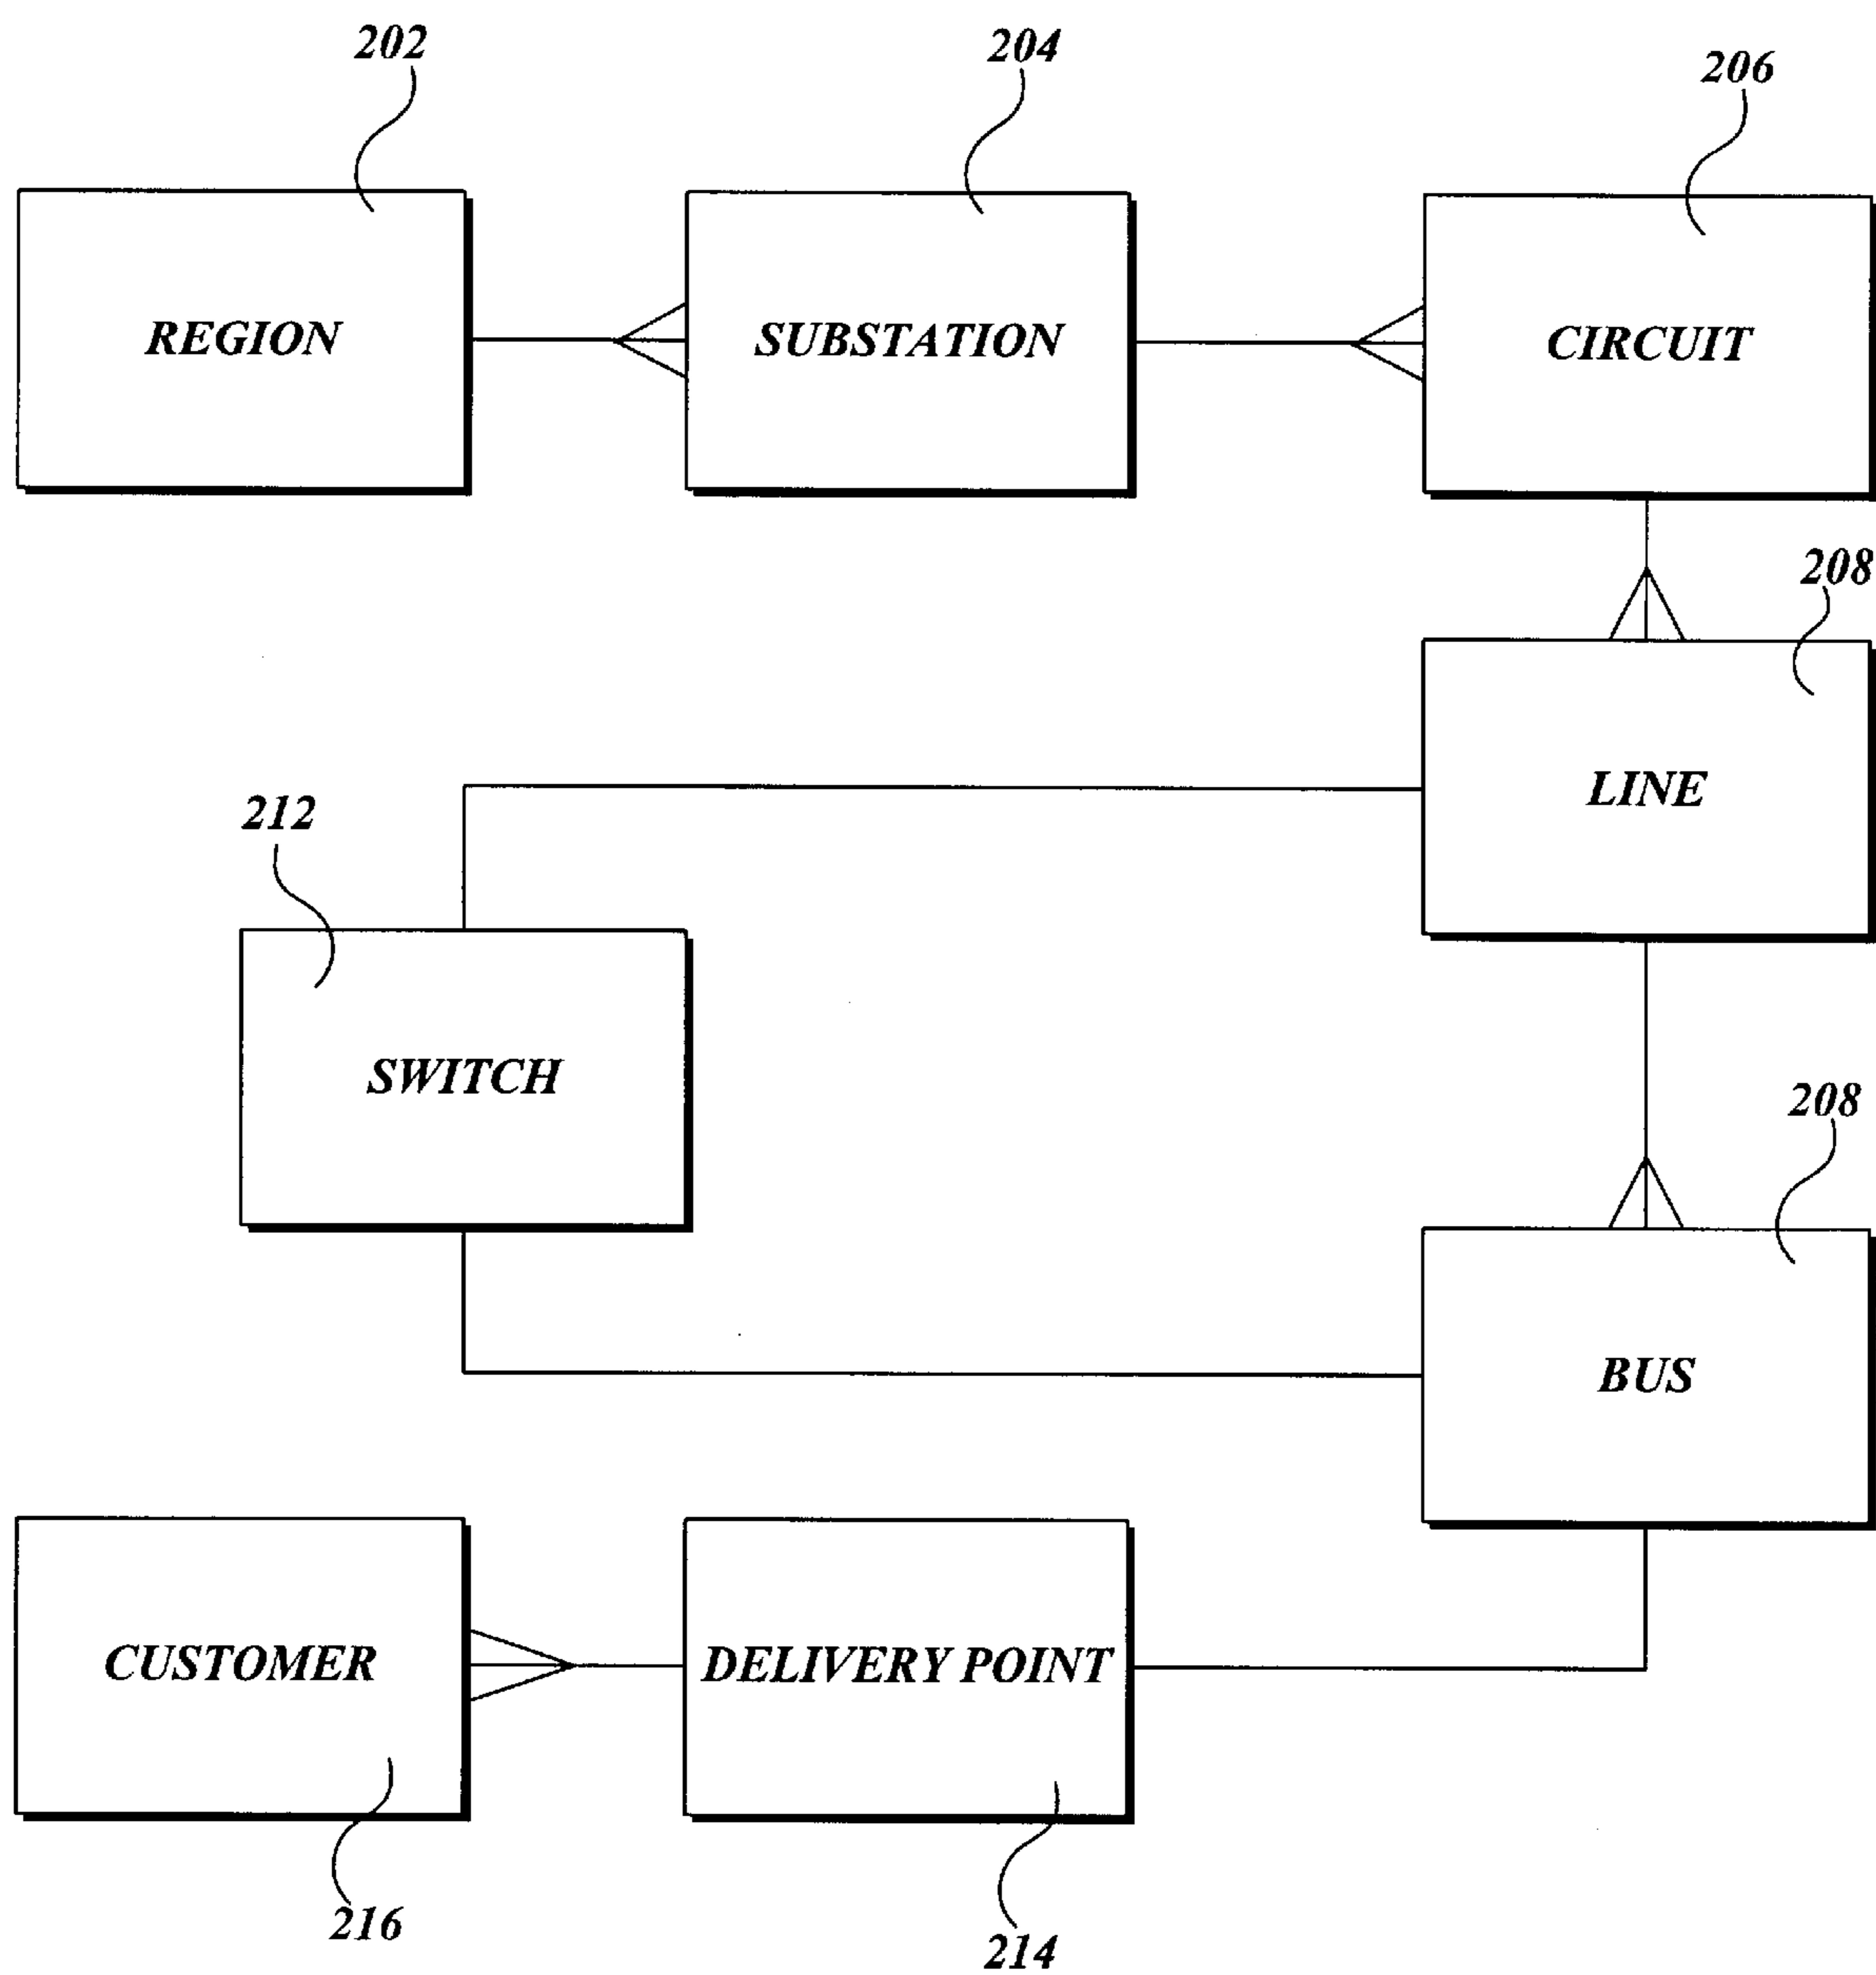 202
204
206
REGION
SUBSTATION
CIRCUIT
208
LINE
212
SWITCH
208
BUS
CUSTOMER
DELIVERY POINT
216
214